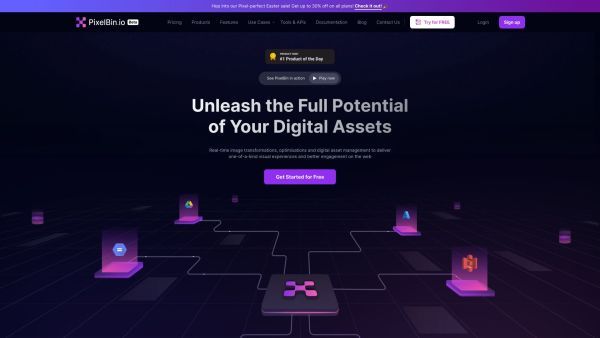 Hop into our Pixel-perfect Easter sale! Get up to 30% off on all plans! Check it out!
PixelBin.io beta
Pricing Products Features Use Cases Tools & APIs Documentation Blog Contact Us Try for FREE Login Sign up
PRODUCT HUNT
#1 Product of the Day
See PixelBin in action Play now
Unleash the Full Potential
of Your Digital Assets
Real-time image transformations, optimisations and digital asset management to deliver
one-of-a-kind visual experiences and better engagement on the web
Get Started for Free